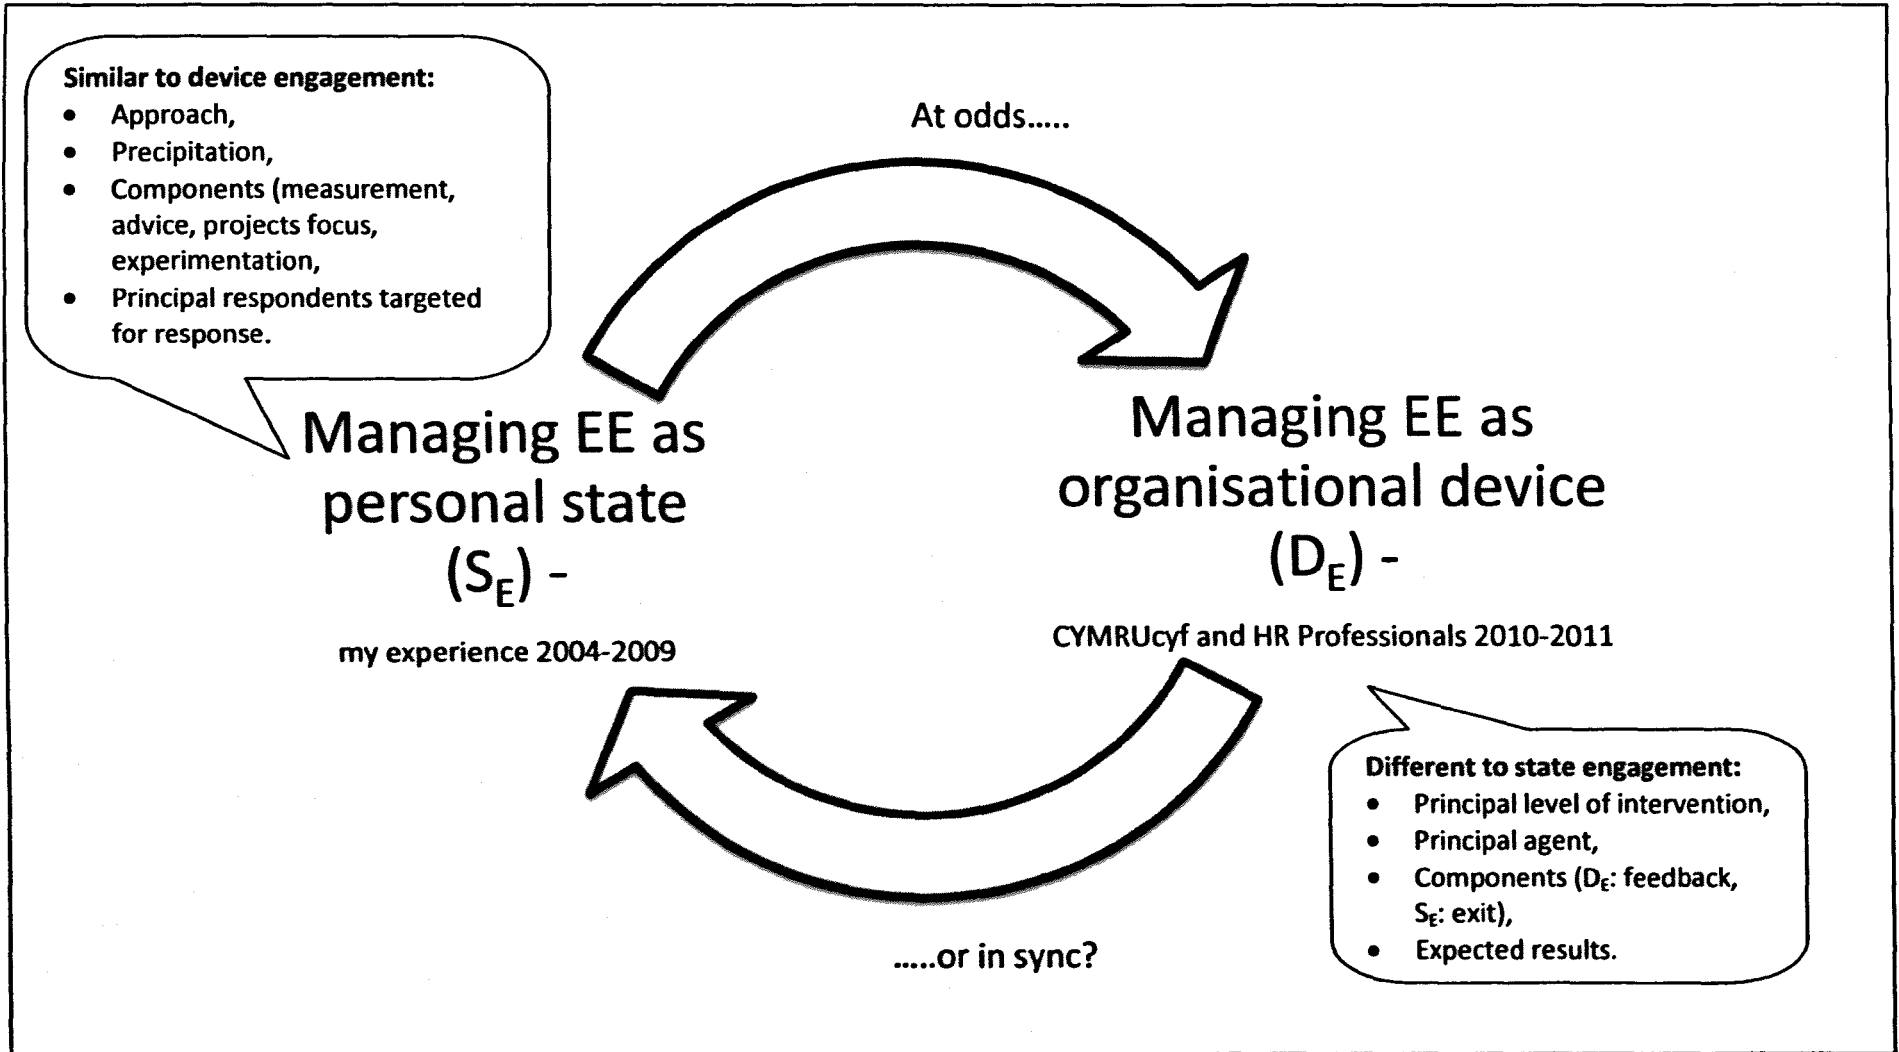 Similar to device engagement:
• Approach,
• Precipitation,
• Components (measurement,
advice, projects focus,
experimentation,
• Principal respondents targeted
for response.
At odds.....
Managing EE as
personal state
(SE) -
my experience 2004-2009
Managing EE as
organisational device
(DE) -
CYMRUcyf and HR Professionals 2010-2011
Different to state engagement:
• Principal level of intervention,
• Principal agent,
• Components (DE: feedback,
SE: exit),
• Expected results.
.....or in sync?